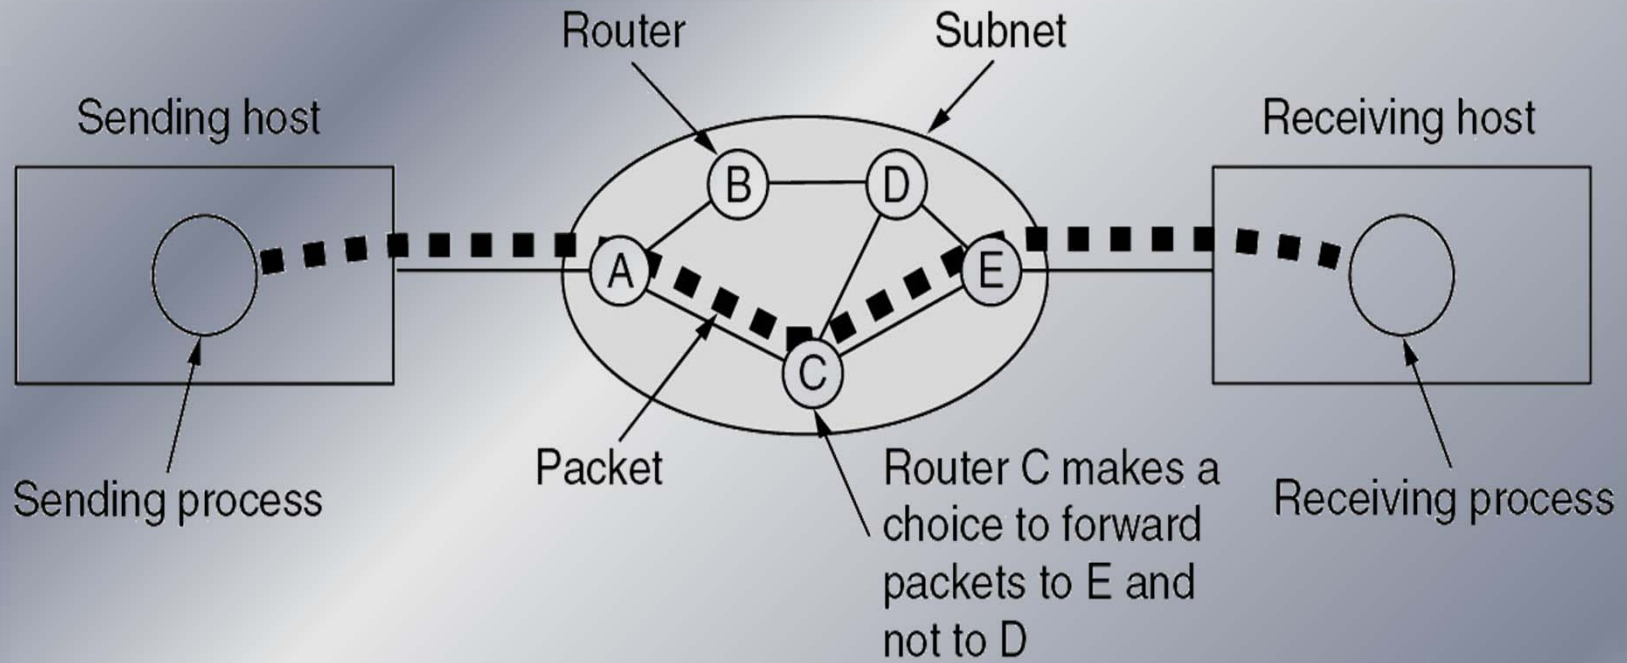 Router
Subnet
Sending host
Receiving host
B
D
A
E
C
Packet
Router C makes a
choice to forward
packets to E and
not to D
Sending process
Receiving process